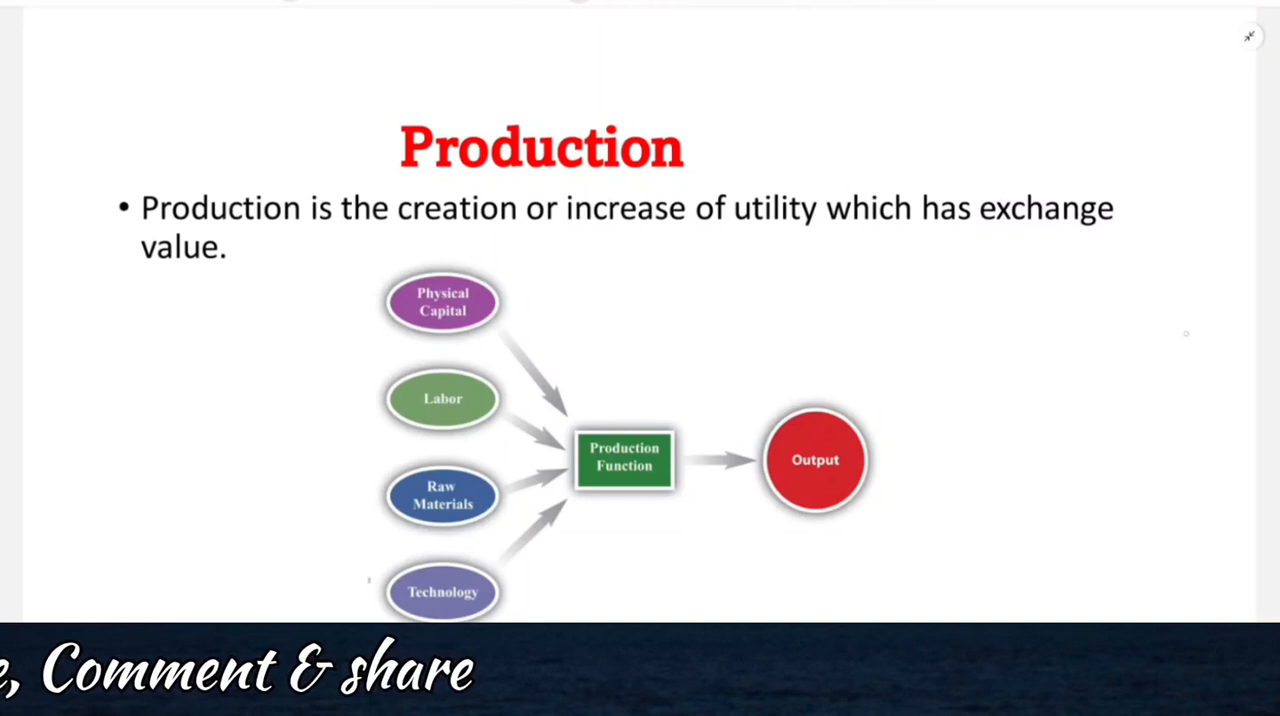 Production
• Production is the creation or increase of utility which has exchange
value.
Physical
Capital
Labor
Raw
Materials
Technology
Production
Function
Output
, Comment & share